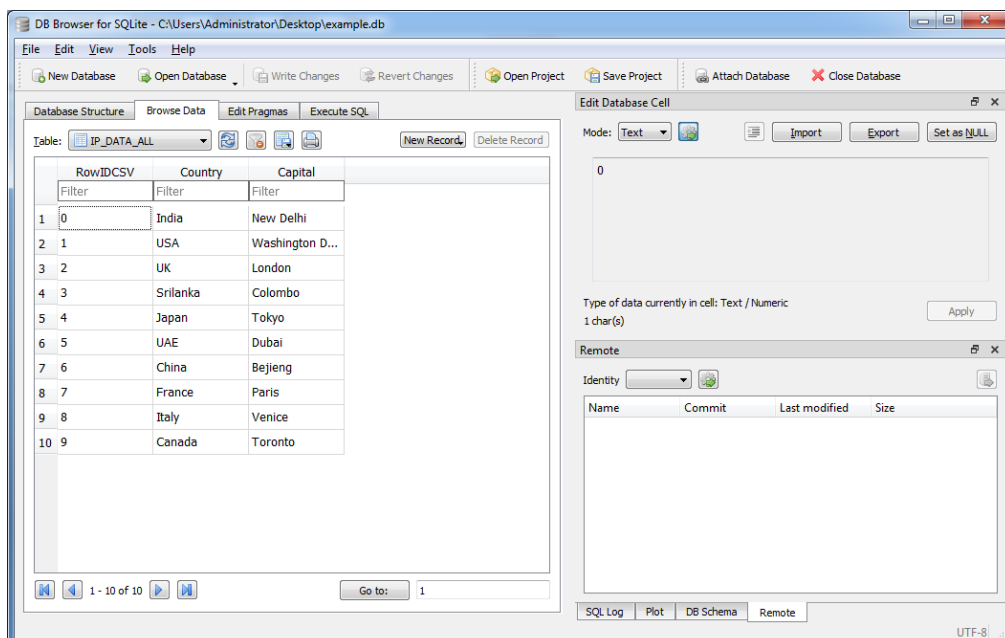 DB Browser for SQLite - C:\Users\Administrator\Desktop\example.db
File Edit View Tools Help
New Database Open Database Write Changes Revert Changes Open Project Save Project Attach Database Close Database
Database Structure Browse Data Edit Pragmas Execute SQL
Table: IP_DATA_ALL New Record Delete Record
RowIDCSV Country Capital
Filter Filter Filter
1 0 India New Delhi
2 1 USA Washington D...
3 2 UK London
4 3 Srilanka Colombo
5 4 Japan Tokyo
6 5 UAE Dubai
7 6 China Bejieng
8 7 France Paris
9 8 Italy Venice
10 9 Canada Toronto
1 - 10 of 10 Go to: 1
Edit Database Cell
Mode: Text Import Export Set as NULL
0
Type of data currently in cell: Text / Numeric
1 char(s)
Apply
Remote
Identity
Name Commit Last modified Size
SQL Log Plot DB Schema Remote
UTF-8